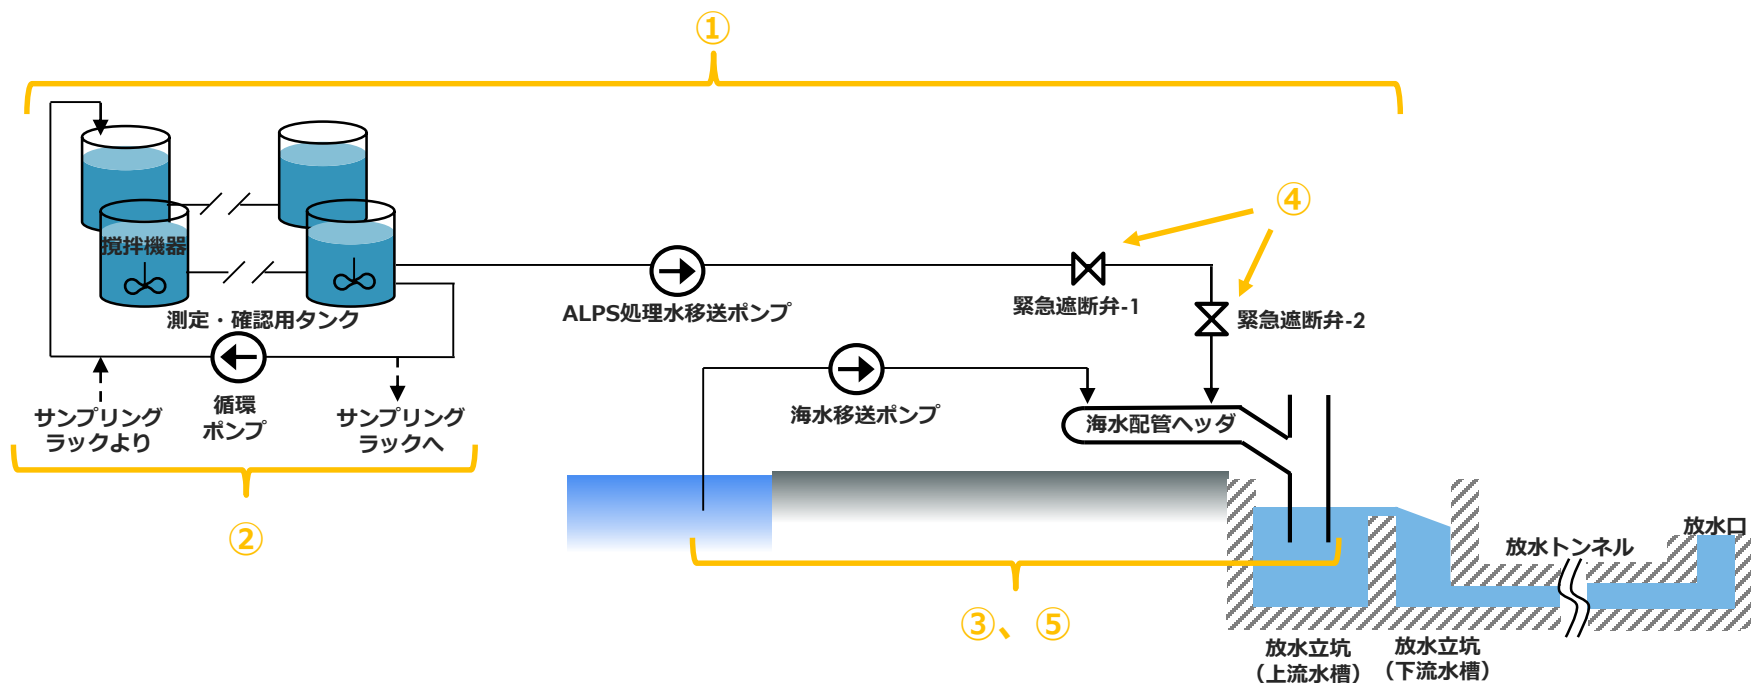 ①
④
撹拌機器
測定・確認用タンク
ALPS処理水移送ポンプ
緊急遮断弁-1
緊急遮断弁-2
サンプリング
ラックより
循環
ポンプ
サンプリング
ラックへ
海水移送ポンプ
海水配管ヘッダ
②
③、⑤
放水トンネル
放水口
放水立坑
（上流水槽）
放水立坑
（下流水槽）